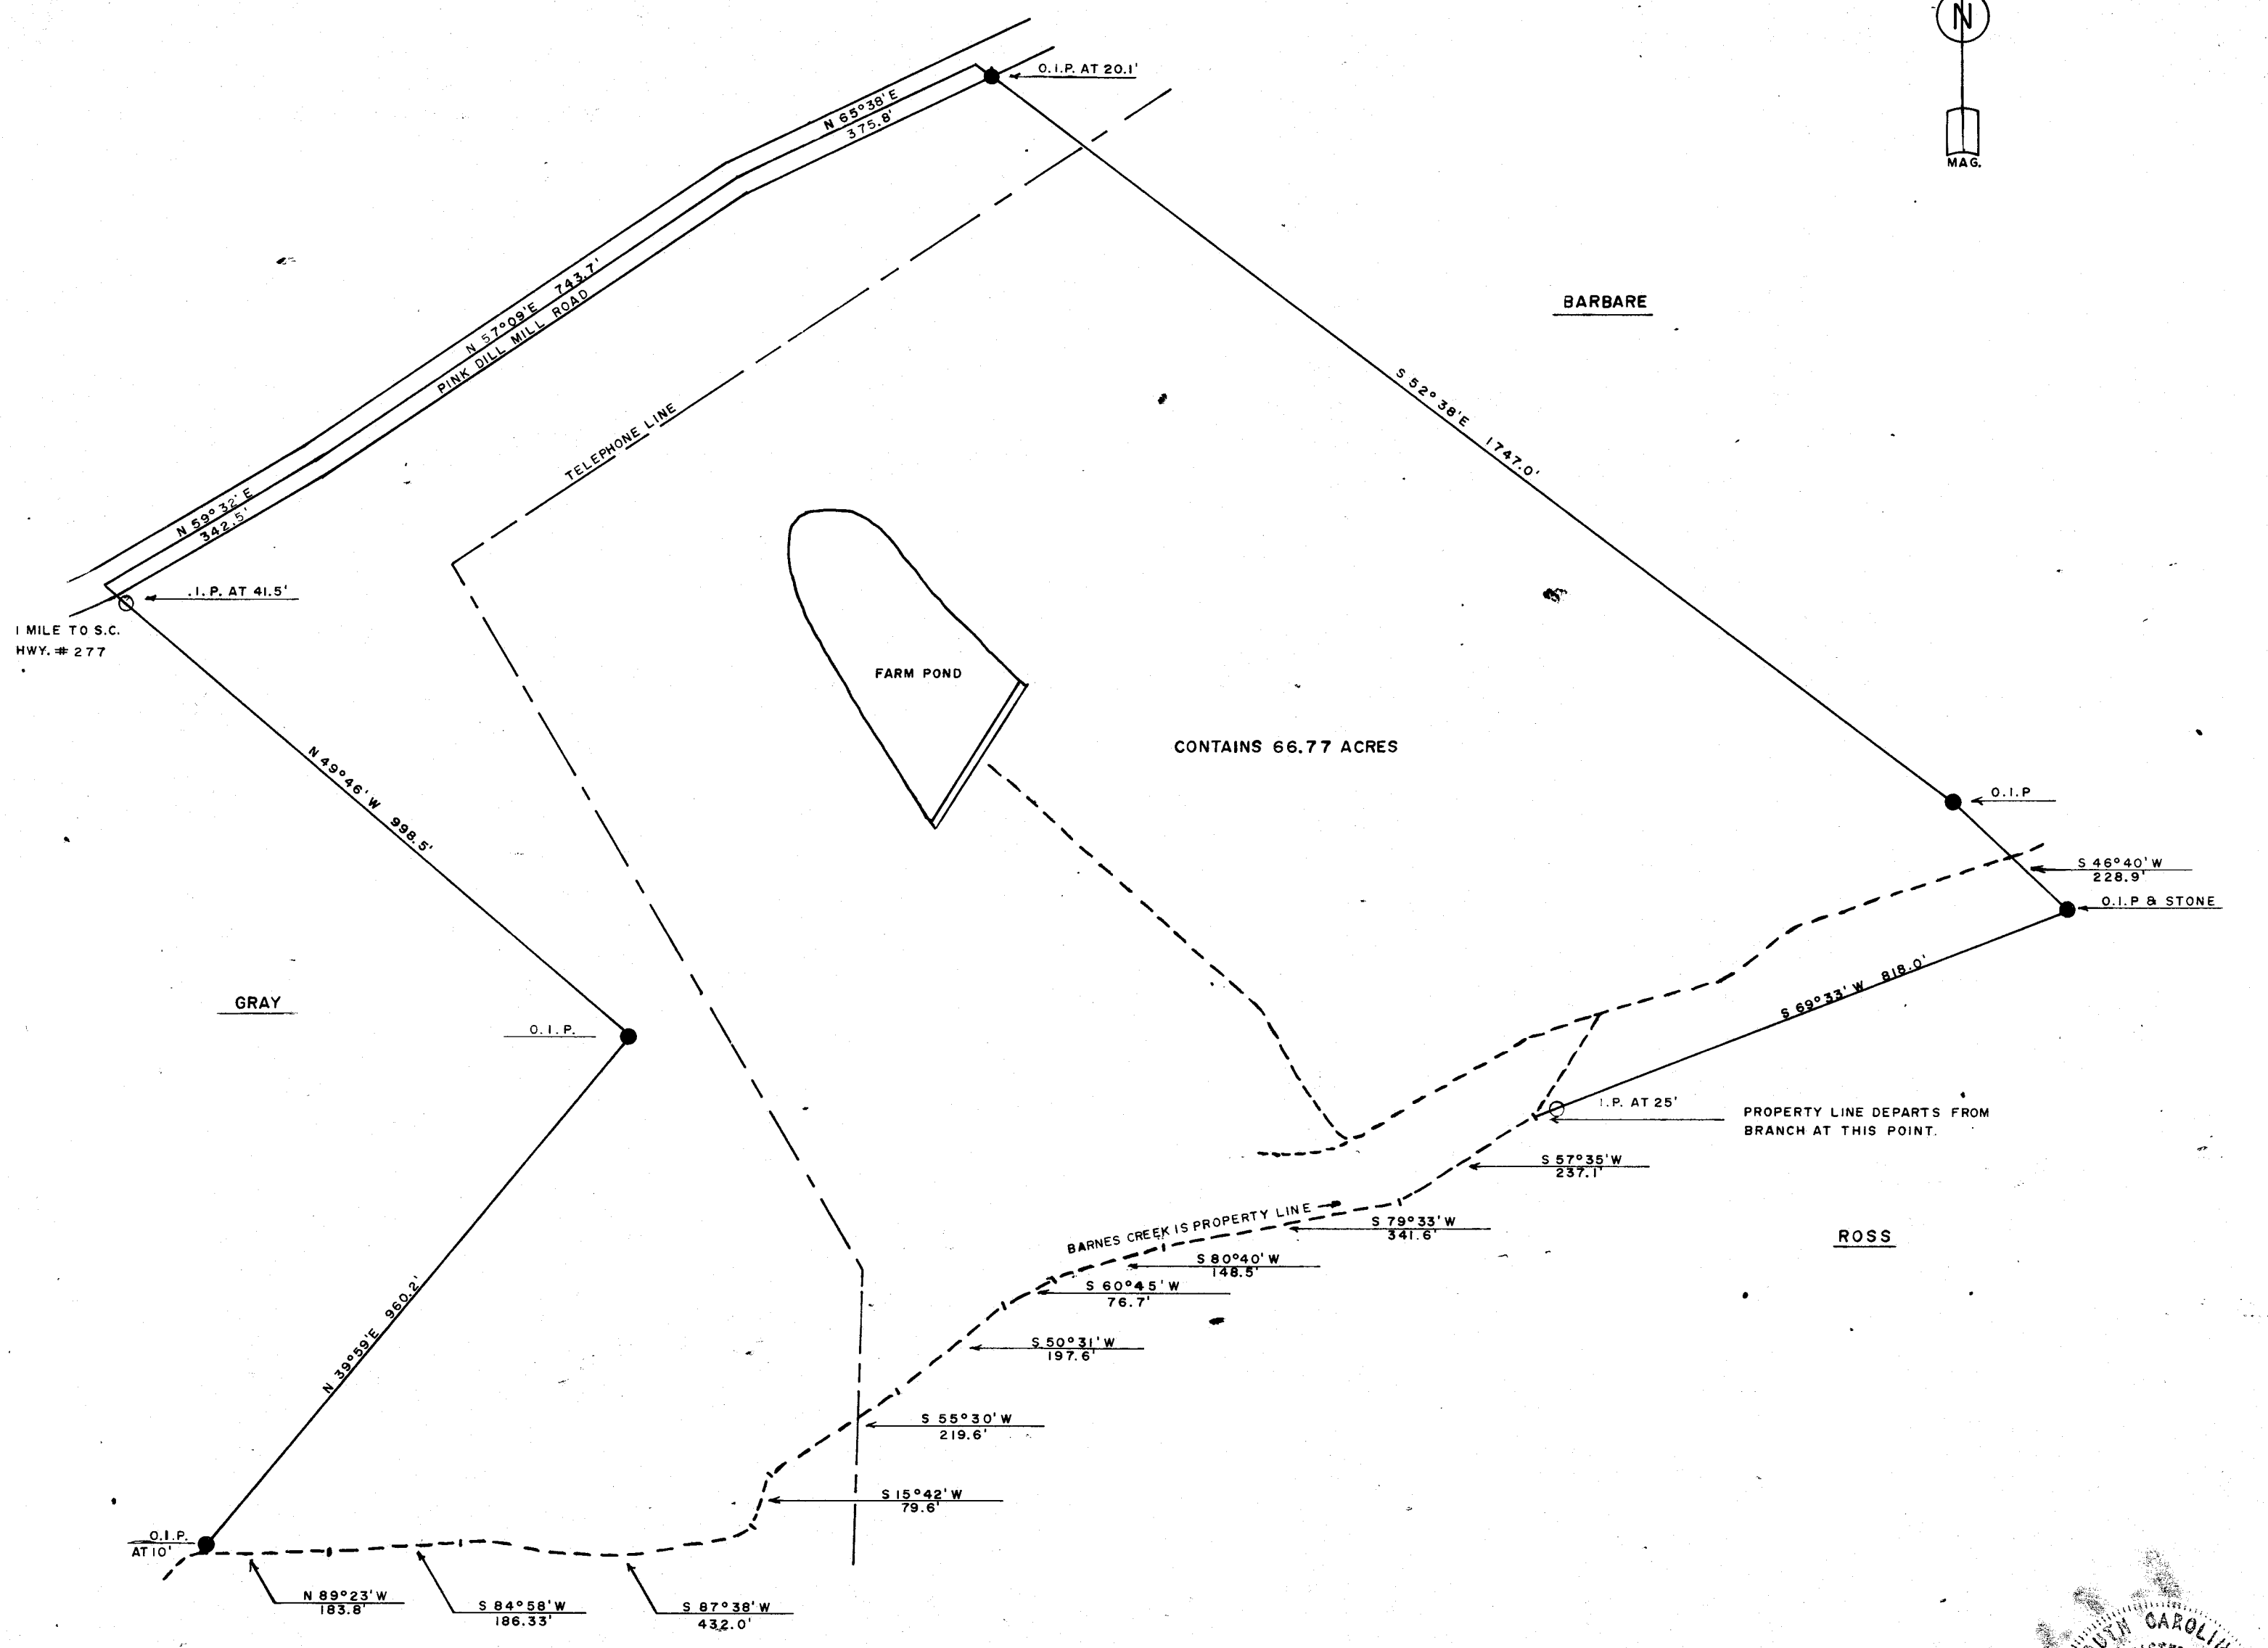 N
MAG.
O.I.P. AT 20.1'
N 65°38'E
375.8'
BARBARE
N 57°09'E 743.7'
PINK DILL MILL ROAD
TELEPHONE LINE
S 52°38'E 1747.0'
N 59°32'E
342.5'
.I.P. AT 41.5'
1 MILE TO S.C.
HWY. # 277
FARM POND
CONTAINS 66.77 ACRES
N 49°46'W 998.5'
O.I.P
S 46°40'W
228.9'
O.I.P & STONE
S 69°33'W 818.0'
GRAY
O.I.P.
I.P. AT 25'
PROPERTY LINE DEPARTS FROM
BRANCH AT THIS POINT.
S 57°35'W
237.1'
BARNES CREEK IS PROPERTY LINE
S 79°33'W
341.6'
ROSS
S 80°40'W
148.5'
S 60°45'W
76.7'
N 39°59'E 960.2'
S 50°31'W
197.6'
S 55°30'W
219.6'
S 15°42'W
79.6'
O.I.P.
AT 10'
N 89°23'W
183.8'
S 84°58'W
186.33'
S 87°38'W
432.0'